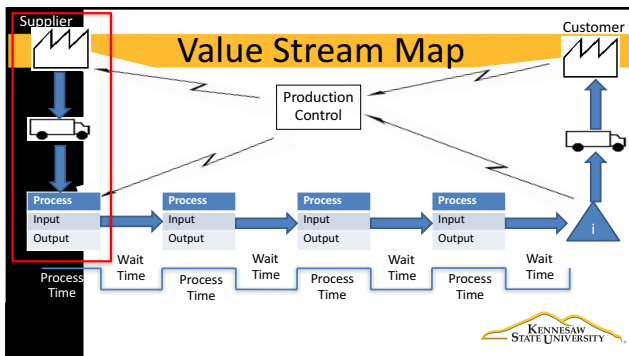 Supplier
Customer
Value Stream Map
Production
Control
Process
Input
Output
Process
Input
Output
Process
Input
Output
Process
Input
Output
i
Process
Time
Wait
Time
Process
Time
Wait
Time
Process
Time
Wait
Time
Process
Time
Wait
Time
KENNESAW
STATE UNIVERSITY